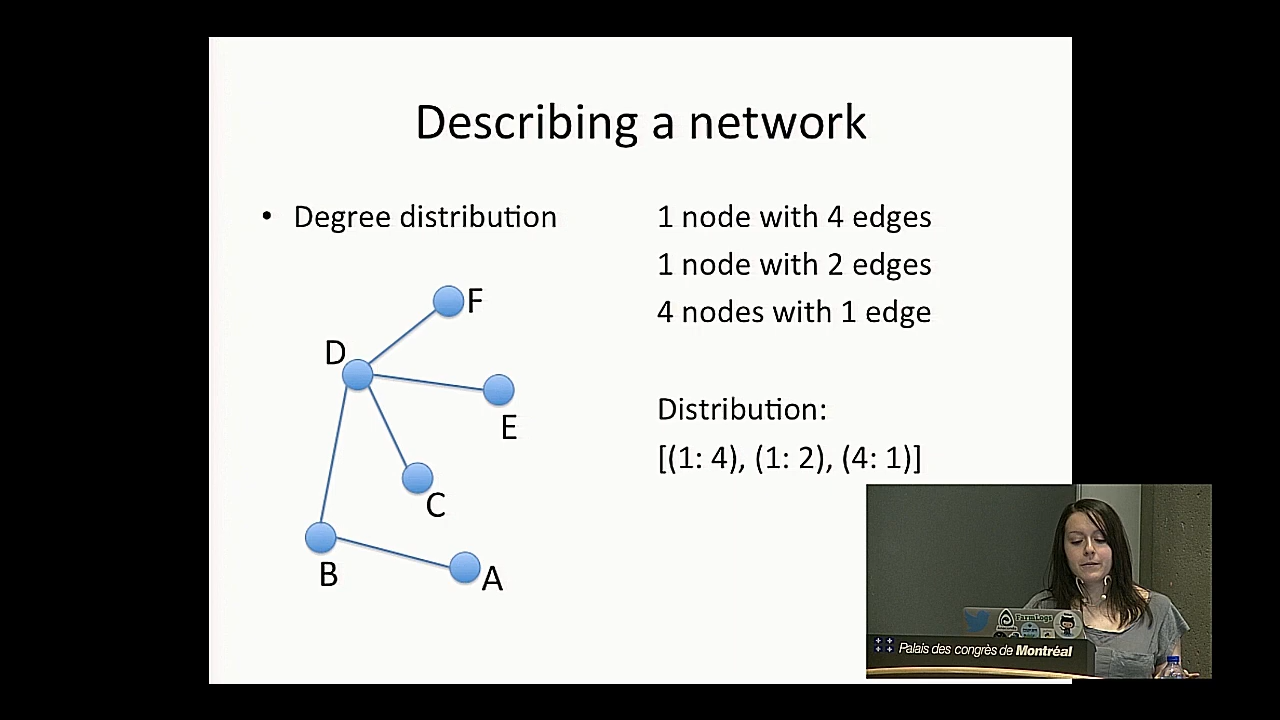 Describing a network
• Degree distribution
1 node with 4 edges
1 node with 2 edges
4 nodes with 1 edge
Distribution:
[(1: 4), (1: 2), (4: 1)]
F
D
E
C
B
A
FarmLogs
Palais des congrès de Montréal